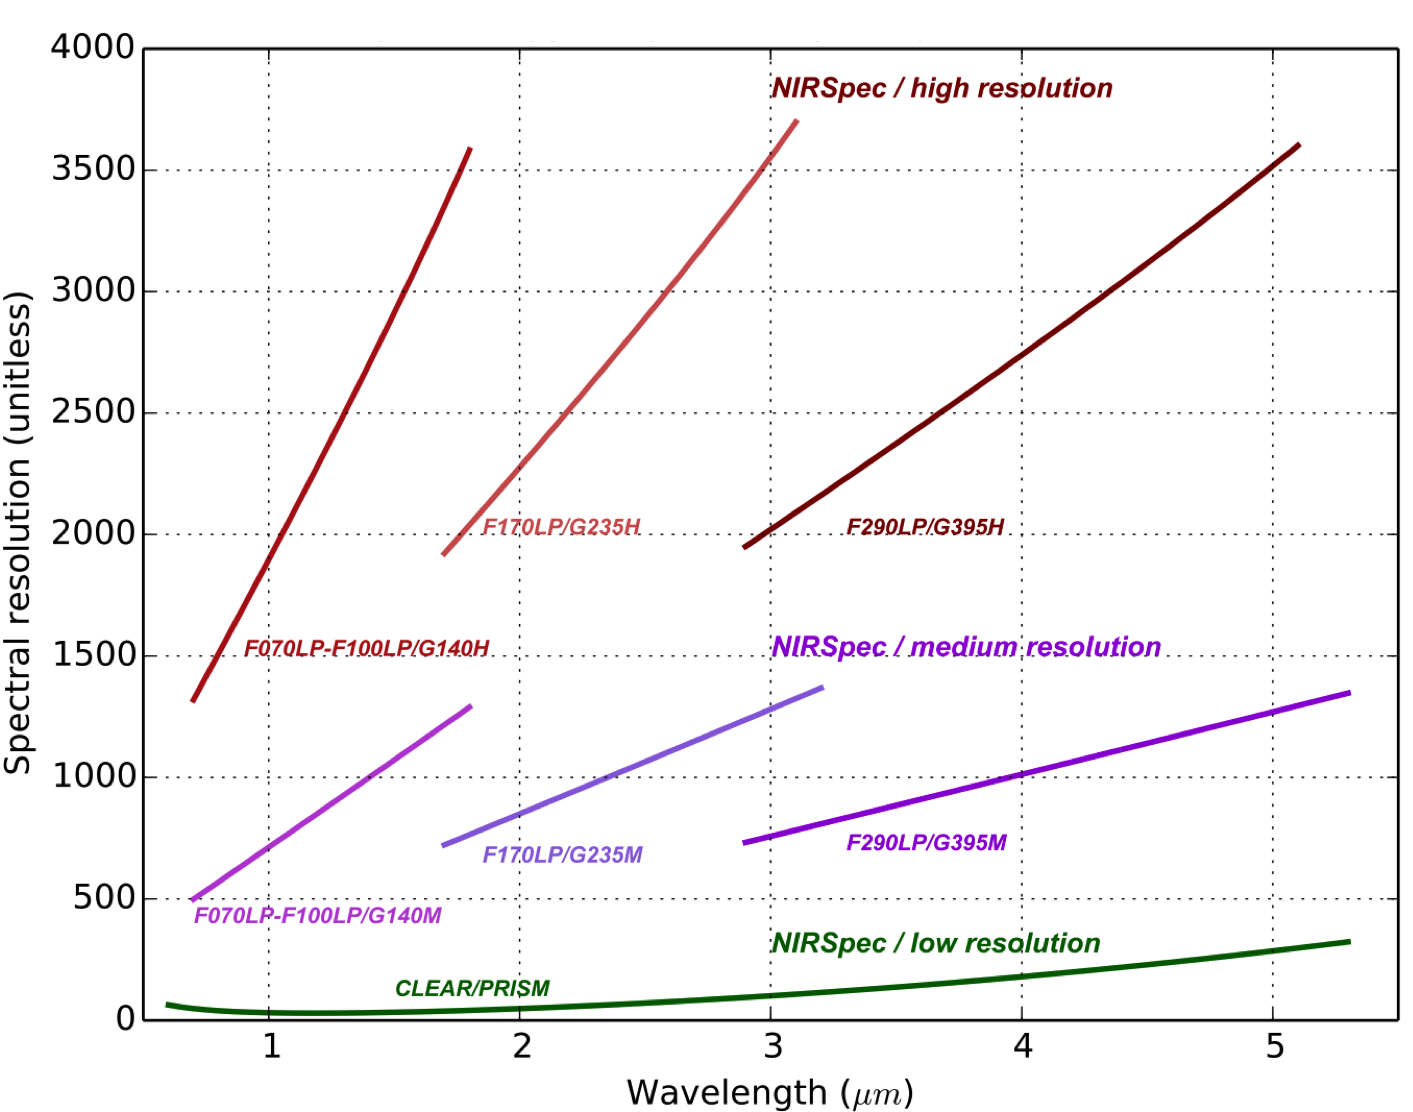 4000
NIRSpec / high resolution
3500
3000
2500
2000
F170LP/G235H
F290LP/G395H
F070LP-F100LP/G140H
1500
NIRSpec / medium resolution
1000
F170LP/G235M
F290LP/G395M
500
F070LP-F100LP/G140M
NIRSpec / low resolution
CLEAR/PRISM
0
1 2 3 4 5
Wavelength (μm)
Spectral resolution (unitless)